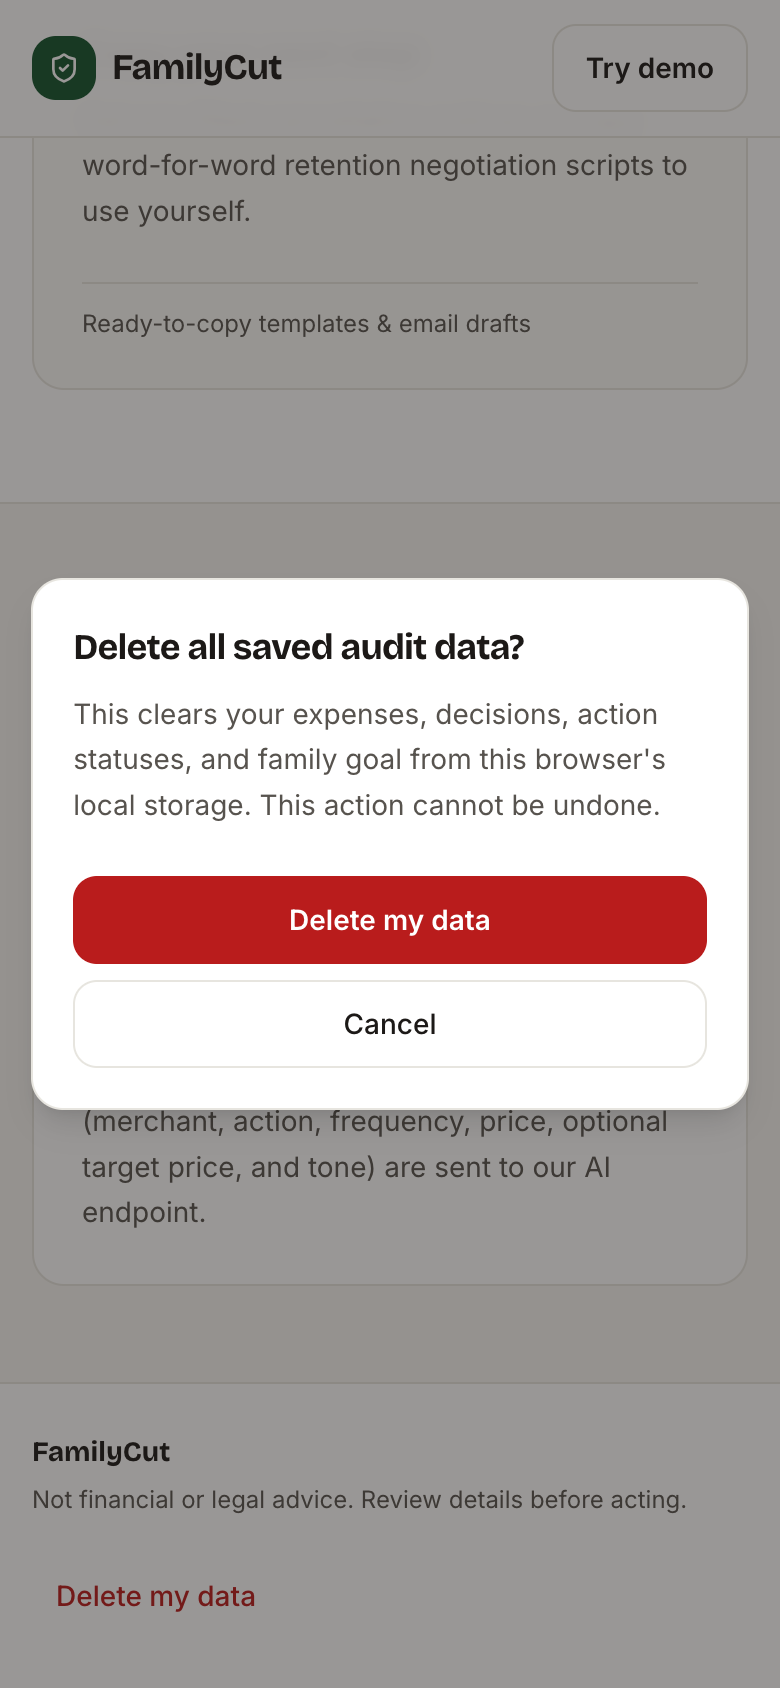 FamilyCut
Try demo
word-for-word retention negotiation scripts to
use yourself.
Ready-to-copy templates & email drafts
Delete all saved audit data?
This clears your expenses, decisions, action
statuses, and family goal from this browser's
local storage. This action cannot be undone.
Delete my data
Cancel
(merchant, action, frequency, price, optional
target price, and tone) are sent to our AI
endpoint.
FamilyCut
Not financial or legal advice. Review details before acting.
Delete my data